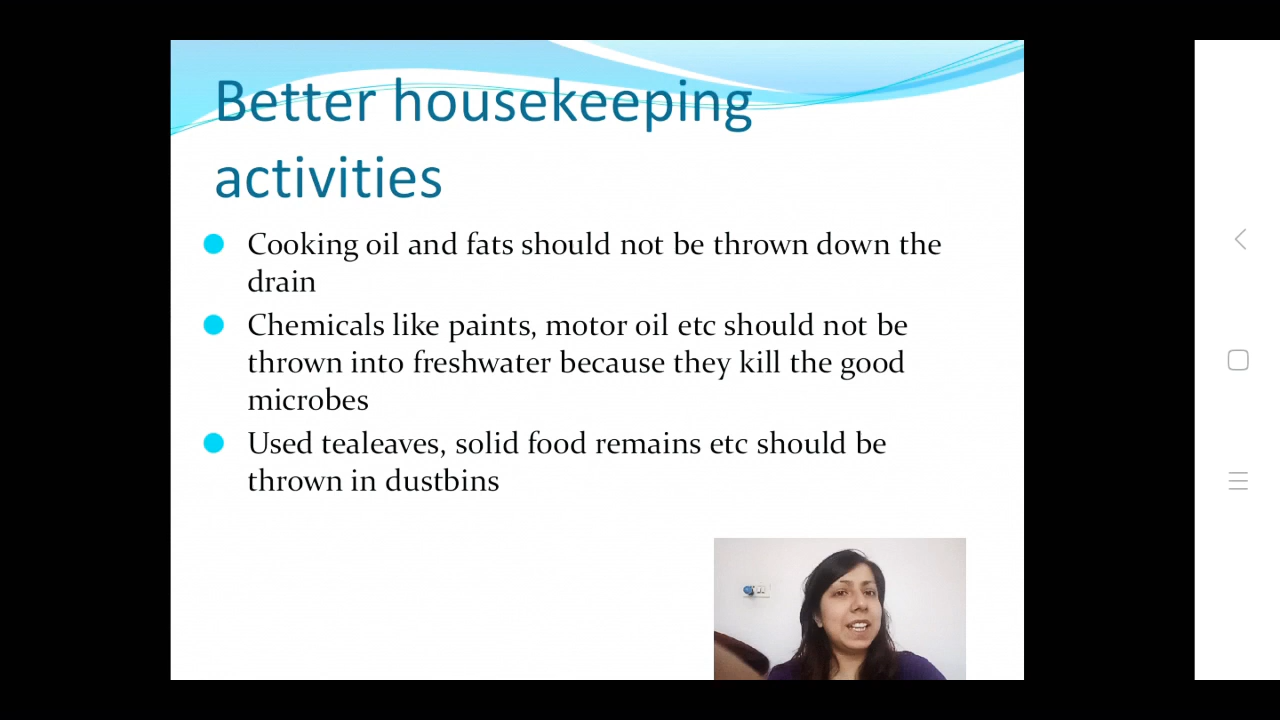 Better housekeeping
activities
Cooking oil and fats should not be thrown down the
drain
Chemicals like paints, motor oil etc should not be
thrown into freshwater because they kill the good
microbes
Used tealeaves, solid food remains etc should be
thrown in dustbins